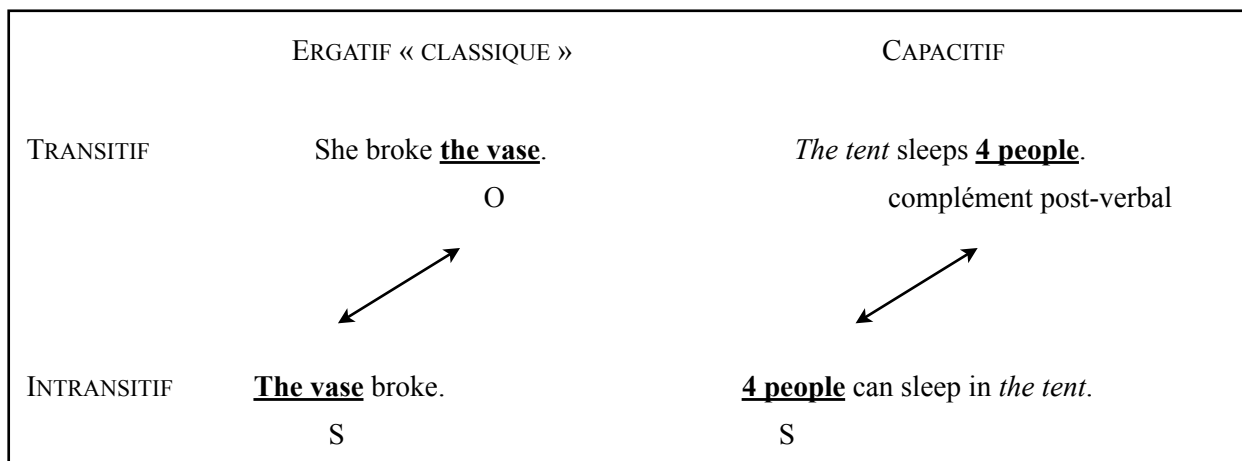 ERGATIF « CLASSIQUE » CAPACITIF
TRANSITIF She broke the vase. The tent sleeps 4 people.
O complément post-verbal
INTRANSITIF The vase broke. 4 people can sleep in the tent.
S S